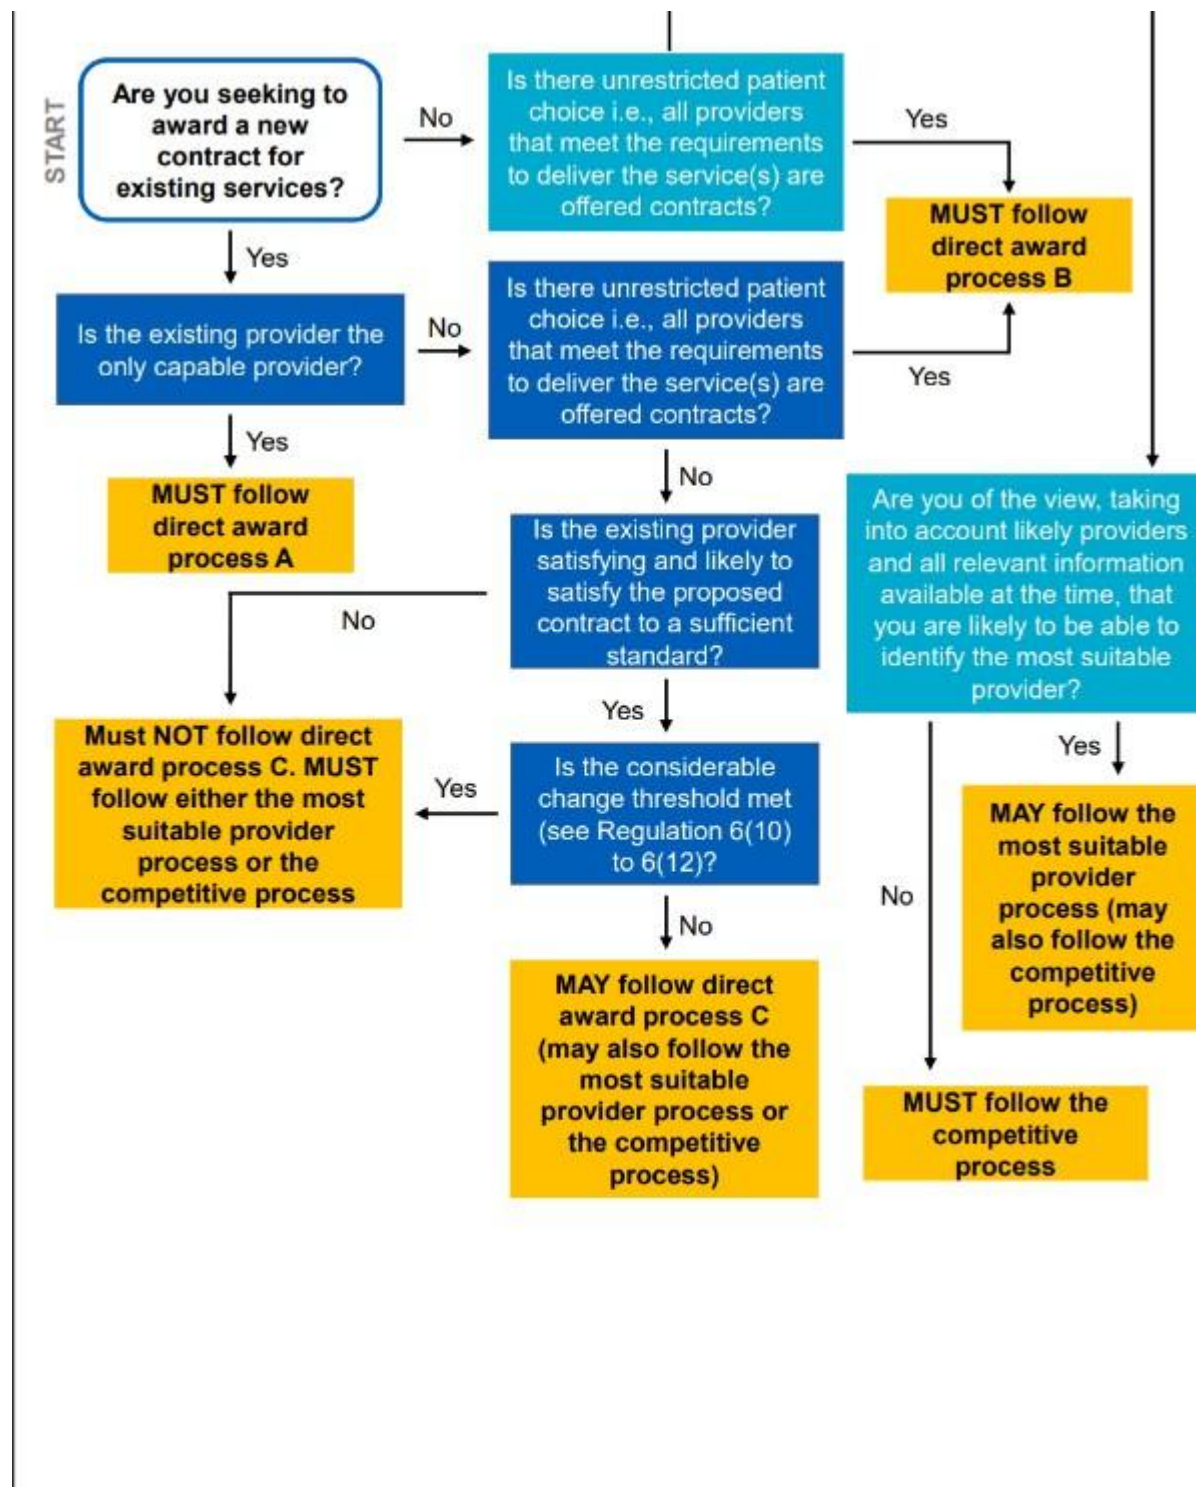 START
Are you seeking to
award a new
contract for
existing services?
No
Is there unrestricted patient
choice i.e., all providers
that meet the requirements
to deliver the service(s) are
offered contracts?
Yes
MUST follow
direct award
process B
Yes
Is the existing provider the
only capable provider?
No
Is there unrestricted patient
choice i.e., all providers
that meet the requirements
to deliver the service(s) are
offered contracts?
Yes
Yes
MUST follow
direct award
process A
No
Is the existing provider
satisfying and likely to
satisfy the proposed
contract to a sufficient
standard?
No
Yes
Must NOT follow direct
award process C. MUST
follow either the most
suitable provider
process or the
competitive process
Yes
Is the considerable
change threshold met
(see Regulation 6(10)
to 6(12)?
No
MAY follow direct
award process C
(may also follow the
most suitable
provider process or
the competitive
process)
Are you of the view, taking
into account likely providers
and all relevant information
available at the time, that
you are likely to be able to
identify the most suitable
provider?
Yes
MAY follow the
most suitable
provider
process (may
also follow the
competitive
process)
No
MUST follow the
competitive
process